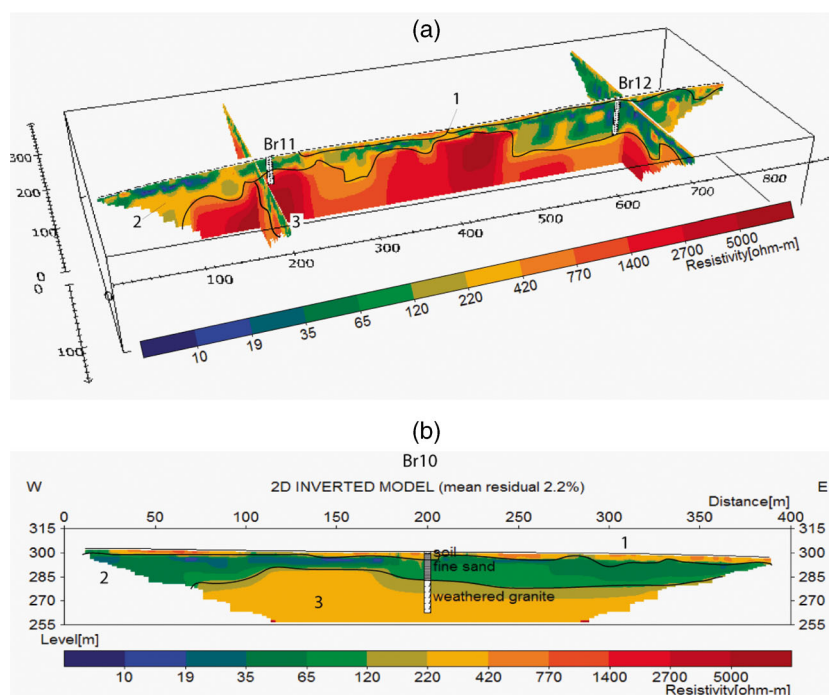 (a)
Br12
1
Br11
300
200
100
0
2
3
0
100
100
200
300
400
500
600
700
800
10
19
35
65
120
220
420
770
1400
2700
5000
Resistivity[ohm-m]
(b)
Br10
W
2D INVERTED MODEL (mean residual 2.2%)
E
Distance[m]
0 50 100 150 200 250 300 350 400
315 315
1
300 soil 300
fine sand
285 2 285
270 3 weathered granite 270
255 255
Level[m]
10 19 35 65 120 220 420 770 1400 2700 5000
Resistivity[ohm-m]